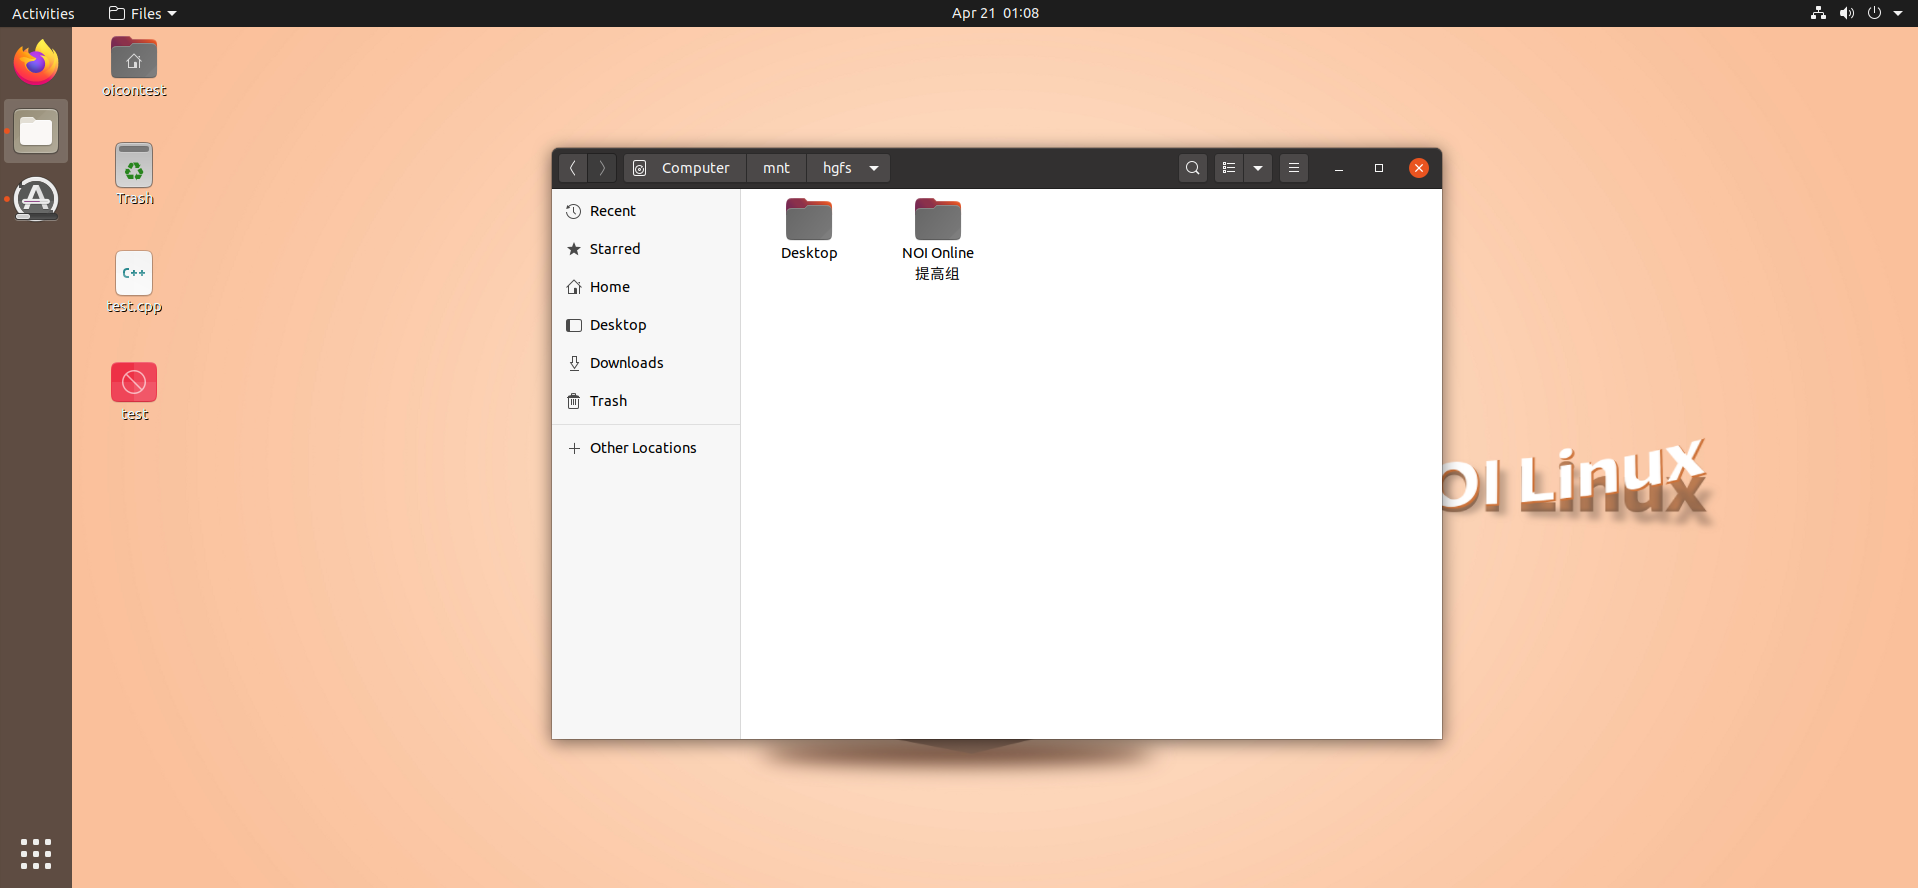 Activities
Files
Apr 21 01:08
oicontest
Trash
C++
test.cpp
test
Computer
mnt
hgfs
Recent
Starred
Home
Desktop
Downloads
Trash
Other Locations
Desktop
NOI Online
提高组
OI Linux